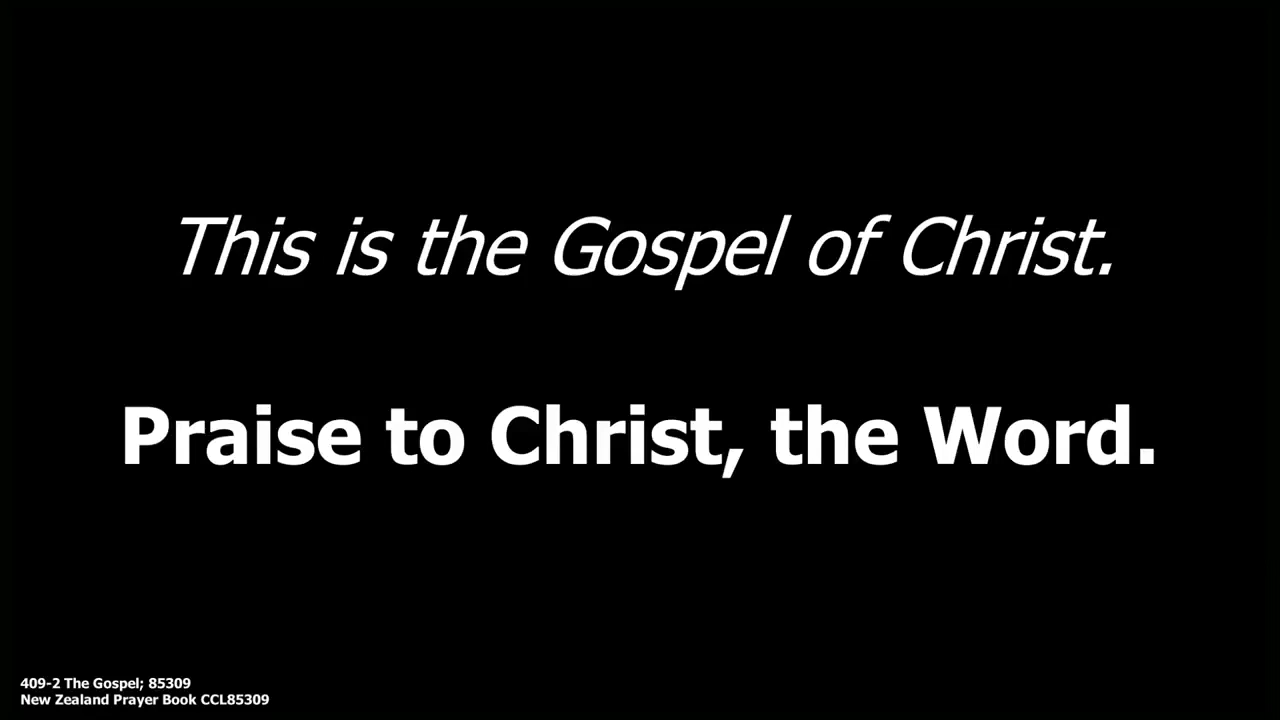 This is the Gospel of Christ.
Praise to Christ, the Word.
409-2 The Gospel; 85309
New Zealand Prayer Book CCL85309